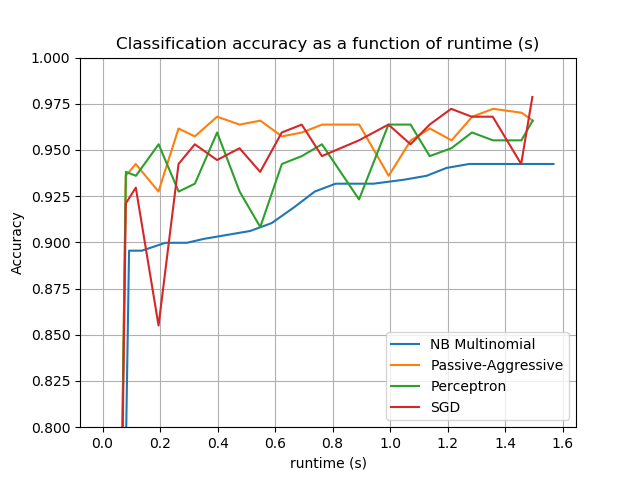 Classification accuracy as a function of runtime (s)
1.000
0.975
0.950
0.925
0.900
0.875
0.850
0.825
0.800
Accuracy
NB Multinomial
Passive-Aggressive
Perceptron
SGD
0.0 0.2 0.4 0.6 0.8 1.0 1.2 1.4 1.6
runtime (s)